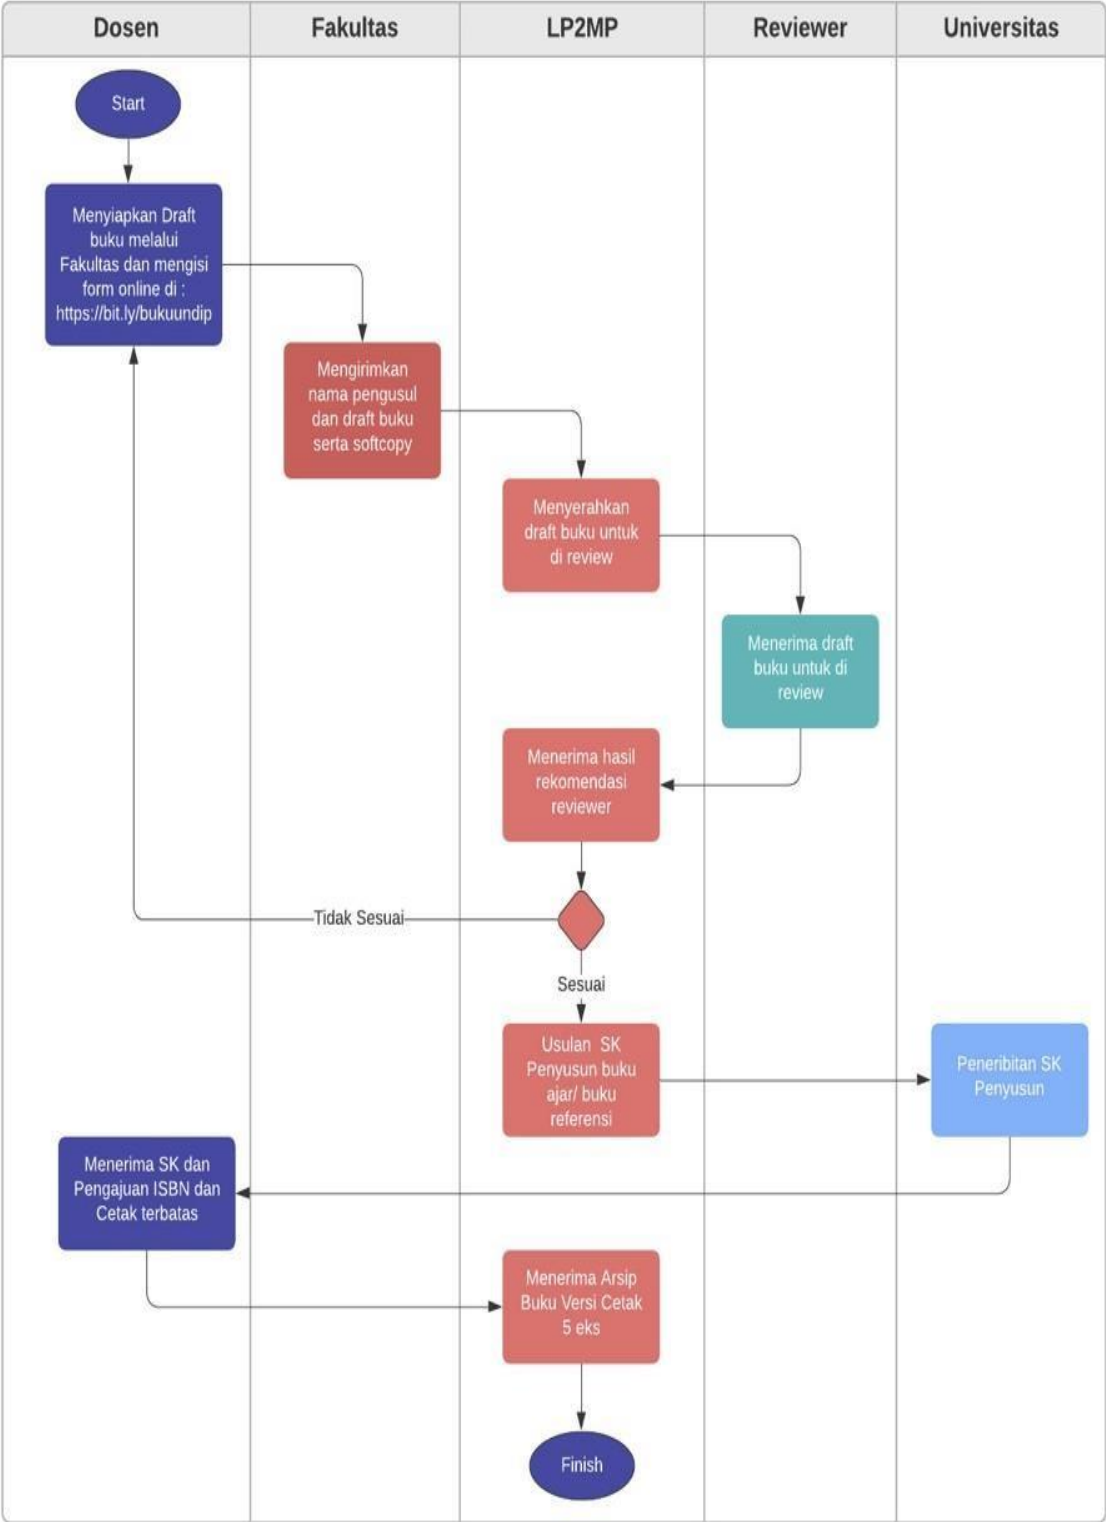 Dosen
Fakultas
LP2MP
Reviewer
Universitas
Start
Menyiapkan Draft
buku melalui
Fakultas dan mengisi
form online di :
https://bit.ly/bukuundip
Mengirimkan
nama pengusul
dan draft buku
serta softcopy
Menyerahkan
draft buku untuk
di review
Menerima draft
buku untuk di
review
Menerima hasil
rekomendasi
reviewer
Tidak Sesuai
Sesuai
Usulan SK
Penyusun buku
ajar/ buku
referensi
Peneribitan SK
Penyusun
Menerima SK dan
Pengajuan ISBN dan
Cetak terbatas
Menerima Arsip
Buku Versi Cetak
5 eks
Finish